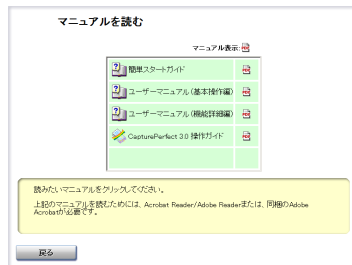 マニュアルを読む
マニュアル表示:
簡単スタートガイド
ユーザーマニュアル(基本操作編)
ユーザーマニュアル(機能詳細編)
CapturePerfect 3.0 操作ガイド
読みたいマニュアルをクリックしてください。
上記のマニュアルを読むためには、Acrobat Reader/Adobe Readerまたは、同梱のAdobe
Acrobatが必要です。
戻る